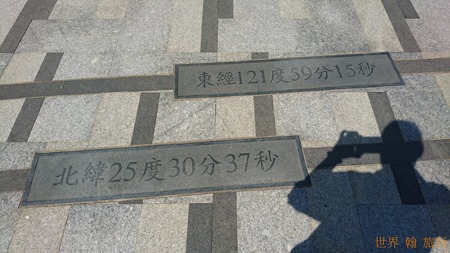 東經121度59分15秒
北緯25度30分37秒
世界 翰 旅